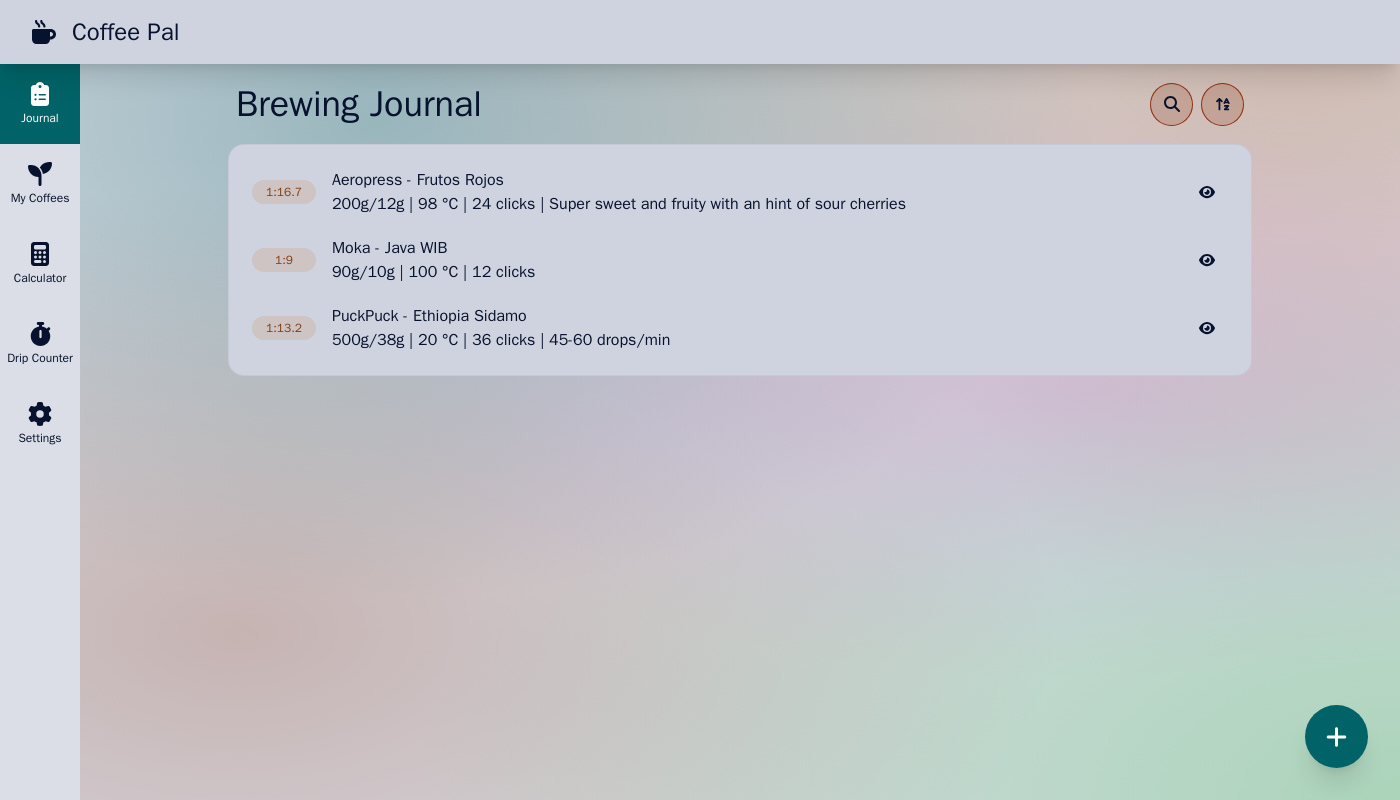 Coffee Pal
Journal
My Coffees
Calculator
Drip Counter
Settings
Brewing Journal
1:16.7
Aeropress - Frutos Rojos
200g/12g | 98 °C | 24 clicks | Super sweet and fruity with an hint of sour cherries
1:9
Moka - Java WIB
90g/10g | 100 °C | 12 clicks
1:13.2
PuckPuck - Ethiopia Sidamo
500g/38g | 20 °C | 36 clicks | 45-60 drops/min